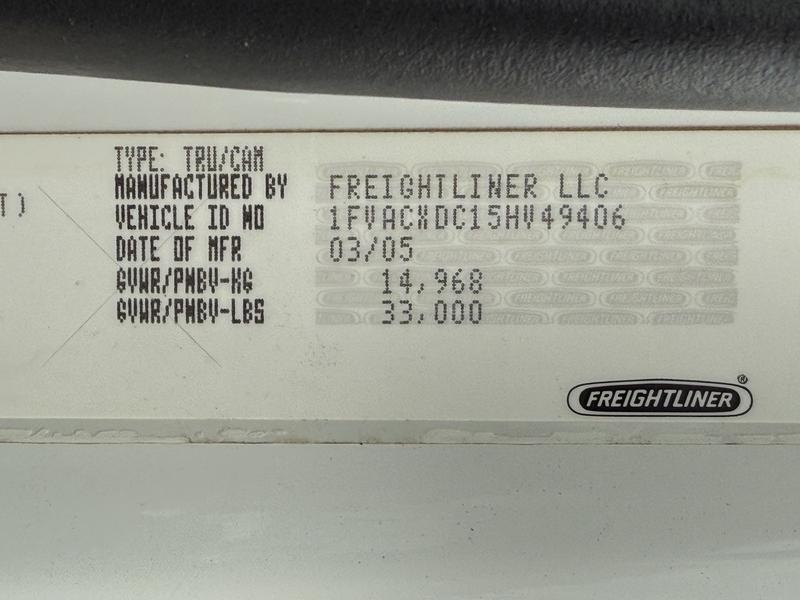 TYPE: TRU/CAM
MANUFACTURED BY FREIGHTLINER LLC
T) VEHICLE ID NO 1FVACXDC15HV49406
DATE OF MFR 03/05
GVWR/PNBV-KG 14,968
GVWR/PNBV-LBS 33,000
FREIGHTLINER®